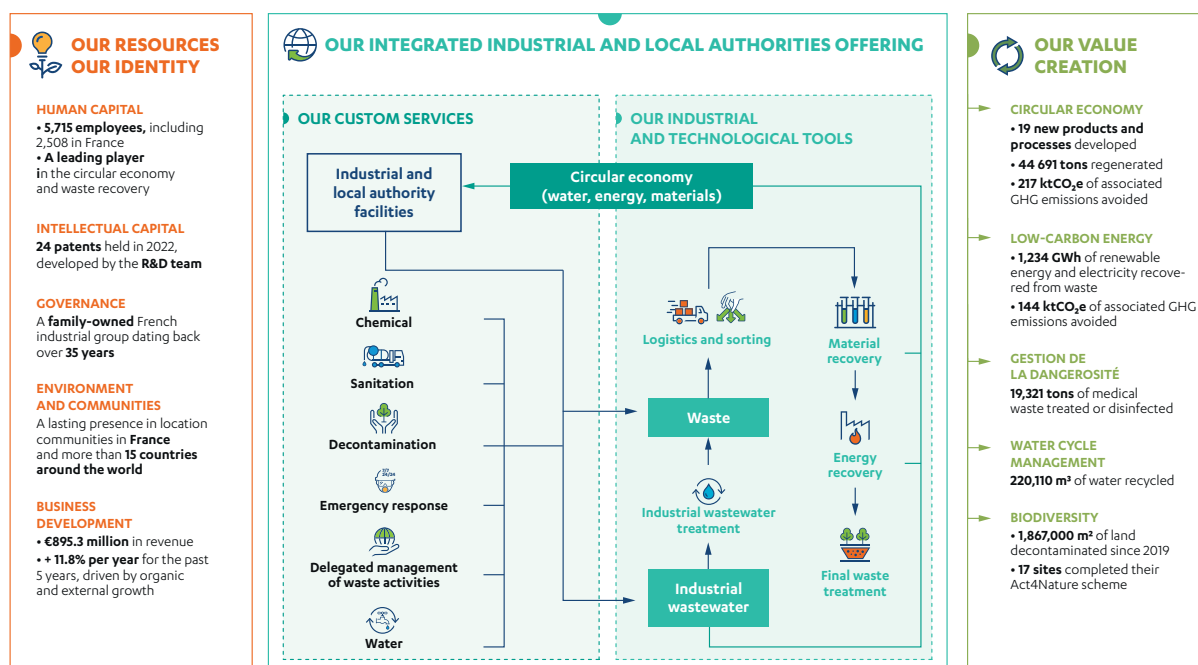 OUR RESOURCES
OUR IDENTITY
HUMAN CAPITAL
• 5,715 employees, including
2,508 in France
• A leading player
in the circular economy
and waste recovery
INTELLECTUAL CAPITAL
24 patents held in 2022,
developed by the R&D team
GOVERNANCE
A family-owned French
industrial group dating back
over 35 years
ENVIRONMENT
AND COMMUNITIES
A lasting presence in location
communities in France
and more than 15 countries
around the world
BUSINESS
DEVELOPMENT
• €895.3 million in revenue
• + 11.8% per year for the past
5 years, driven by organic
and external growth
OUR INTEGRATED INDUSTRIAL AND LOCAL AUTHORITIES OFFERING
OUR CUSTOM SERVICES
Industrial and
local authority
facilities
Chemical
Sanitation
Decontamination
7/7
24/24
Emergency response
Delegated management
of waste activities
Water
OUR INDUSTRIAL
AND TECHNOLOGICAL TOOLS
Circular economy
(water, energy, materials)
Logistics and sorting
Waste
Industrial wastewater
treatment
Industrial
wastewater
Material
recovery
Energy
recovery
Final waste
treatment
OUR VALUE
CREATION
CIRCULAR ECONOMY
• 19 new products and
processes developed
• 44 691 tons regenerated
• 217 ktCO₂e of associated
GHG emissions avoided
LOW-CARBON ENERGY
• 1,234 GWh of renewable
energy and electricity recove-
red from waste
• 144 ktCO₂e of associated GHG
emissions avoided
GESTION DE
LA DANGEROSITÉ
19,321 tons of medical
waste treated or disinfected
WATER CYCLE
MANAGEMENT
220,110 m³ of water recycled
BIODIVERSITY
• 1,867,000 m² of land
decontaminated since 2019
• 17 sites completed their
Act4Nature scheme